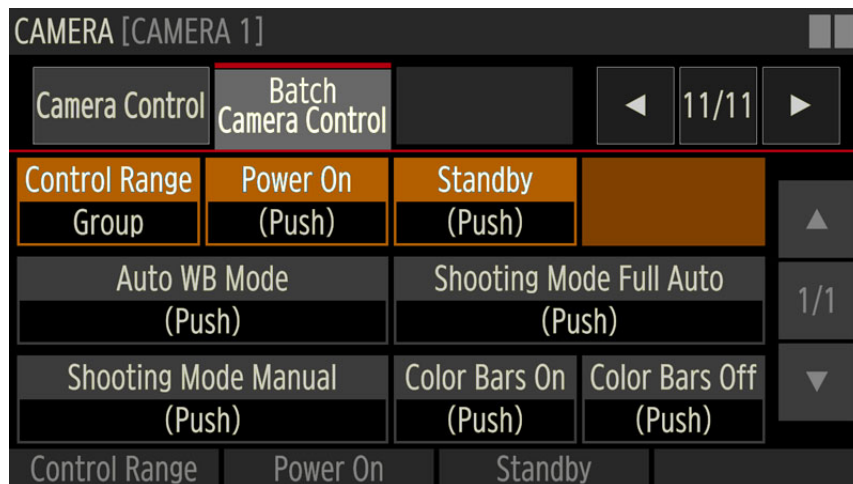 CAMERA [CAMERA 1]
Camera Control
Batch
Camera Control
◀ 11/11 ▶
Control Range
Group
Power On
(Push)
Standby
(Push)
▲
1/1
▼
Auto WB Mode
(Push)
Shooting Mode Full Auto
(Push)
Shooting Mode Manual
(Push)
Color Bars On
(Push)
Color Bars Off
(Push)
Control Range
Power On
Standby